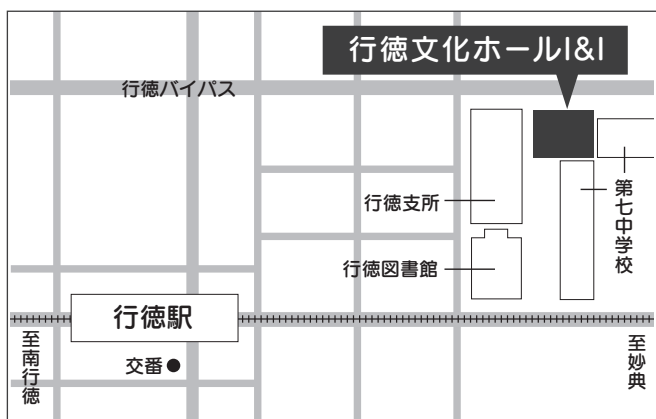 行徳文化ホールI&I
行徳バイパス
行徳支所
第七中学校
行徳図書館
行徳駅
至南行徳
至妙典
交番